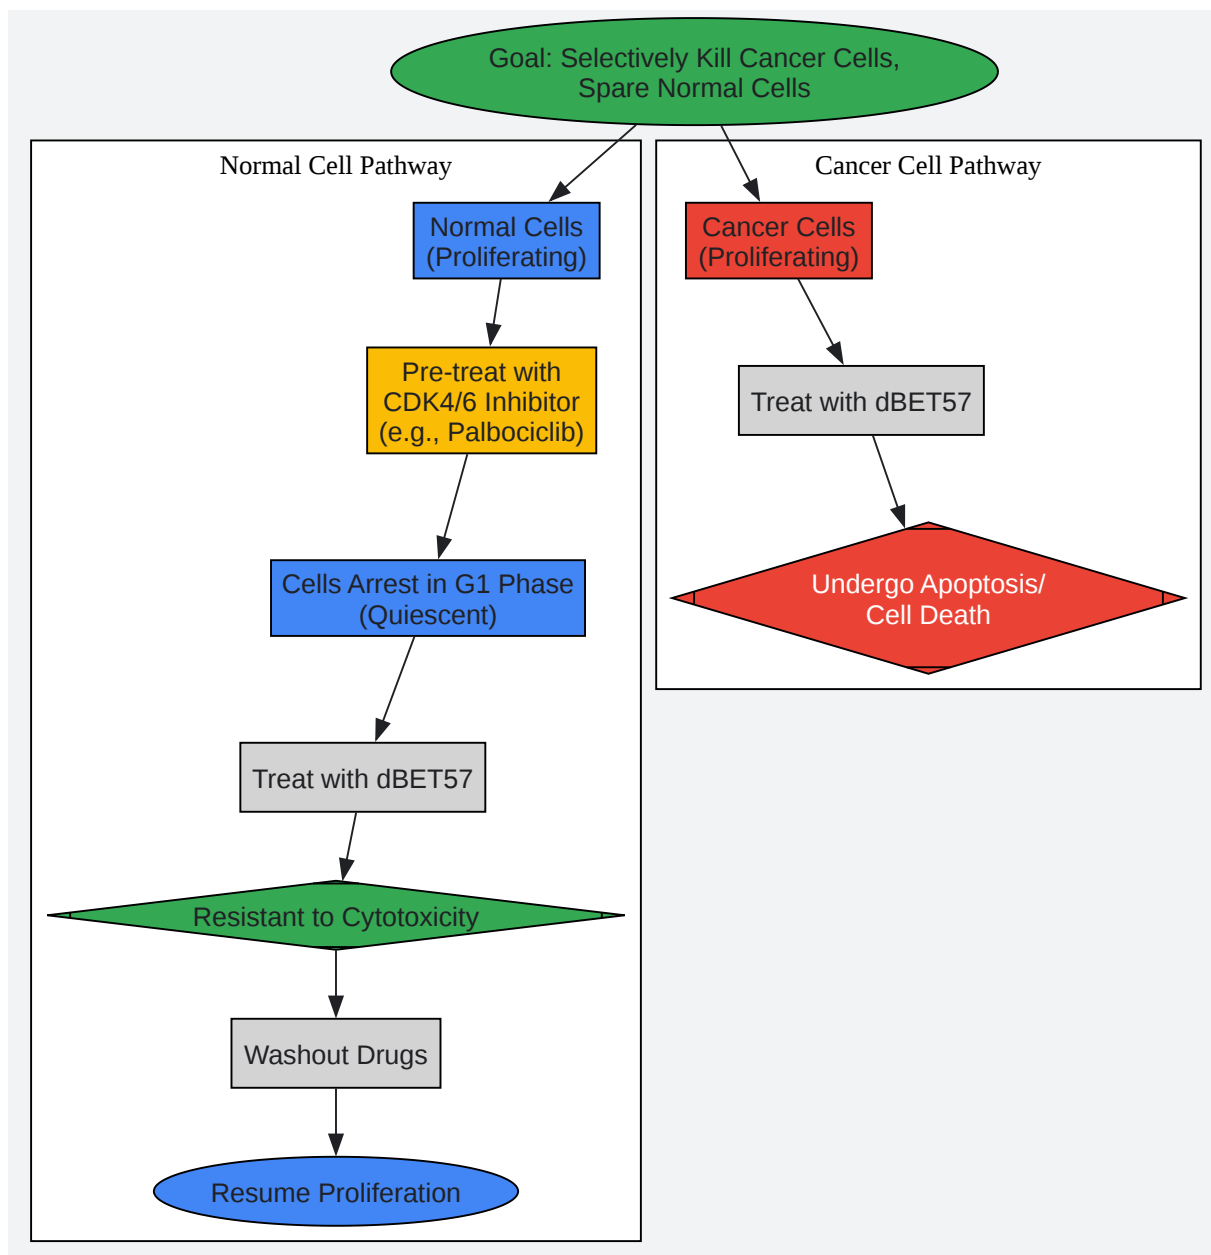 Goal: Selectively Kill Cancer Cells,
Spare Normal Cells
Normal Cell Pathway
Normal Cells
(Proliferating)
Pre-treat with
CDK4/6 Inhibitor
(e.g., Palbociclib)
Cells Arrest in G1 Phase
(Quiescent)
Treat with dBET57
Resistant to Cytotoxicity
Washout Drugs
Resume Proliferation
Cancer Cell Pathway
Cancer Cells
(Proliferating)
Treat with dBET57
Undergo Apoptosis/
Cell Death